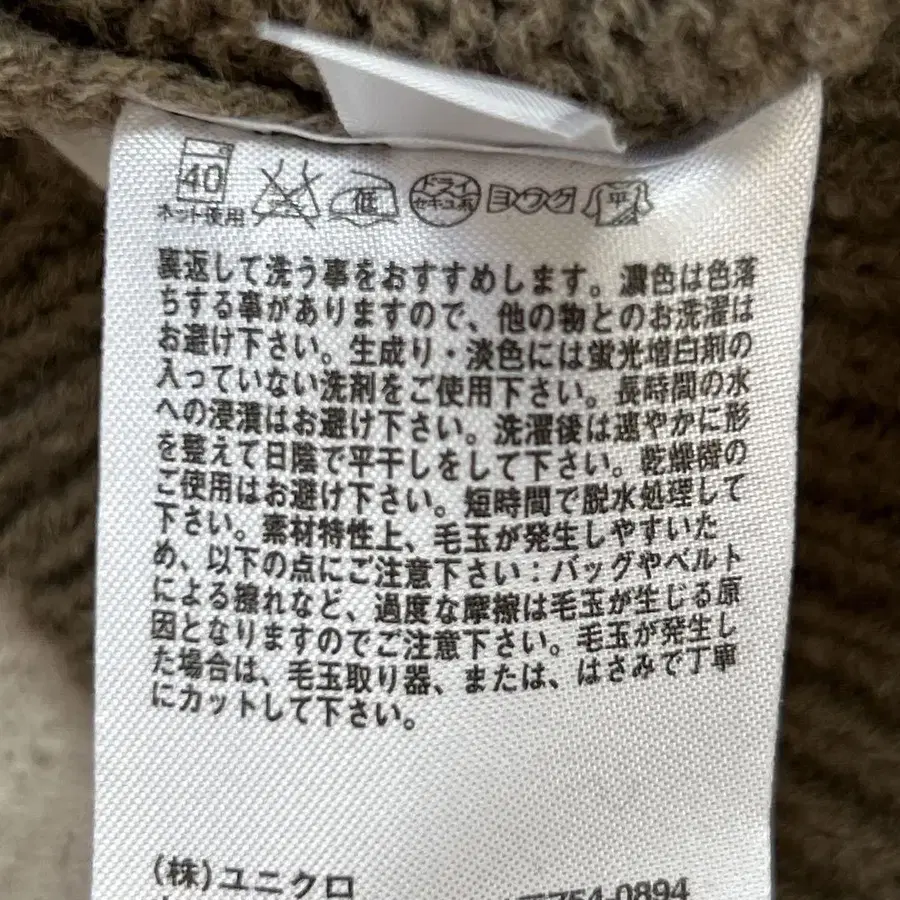 40
ネット使用
低
ドライ
セキユ系
ヨワク
平
裏返して洗う事をおすすめします。濃色は色落
ちする事がありますので、他の物とのお洗濯は
お避け下さい。生成り・淡色には蛍光増白剤の
入っていない洗剤をご使用下さい。長時間の水
への浸漬はお避け下さい。洗濯後は速やかに形
を整えて日陰で平干しをして下さい。乾燥機の
ご使用はお避け下さい。短時間で脱水処理して
下さい。素材特性上、毛玉が発生しやすいた
め、以下の点にご注意下さい:バッグやベルト
による擦れなど、過度な摩擦は毛玉が生じる原
因となりますのでご注意下さい。毛玉が発生し
た場合は、毛玉取り器、または、はさみで丁寧
にカットして下さい。
(株)ユニクロ
〒754-0894